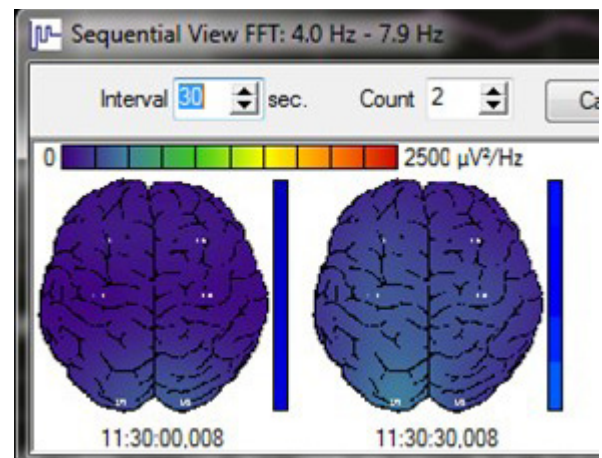 Sequential View FFT: 4.0 Hz - 7.9 Hz
Interval 30 sec. Count 2 Ca
0 2500 µV²/Hz
11:30:00,008 11:30:30,008